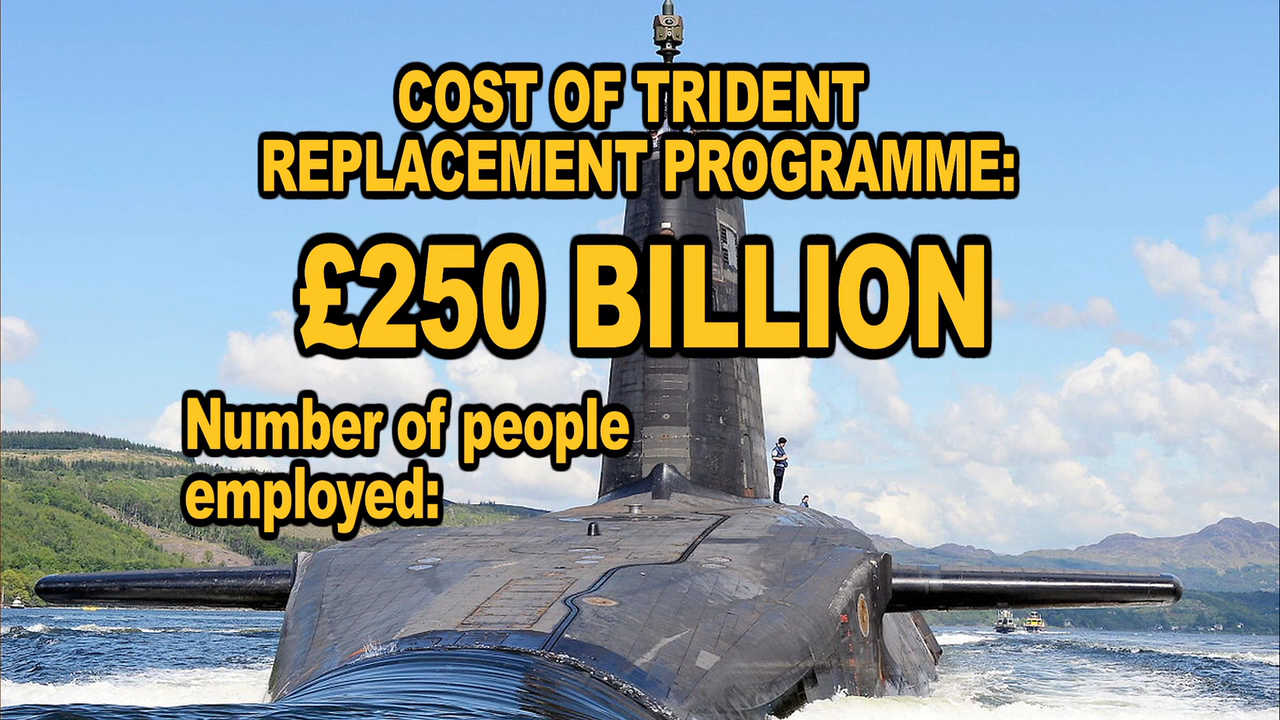 COST OF TRIDENT
REPLACEMENT PROGRAMME:
£250 BILLION
Number of people
employed: